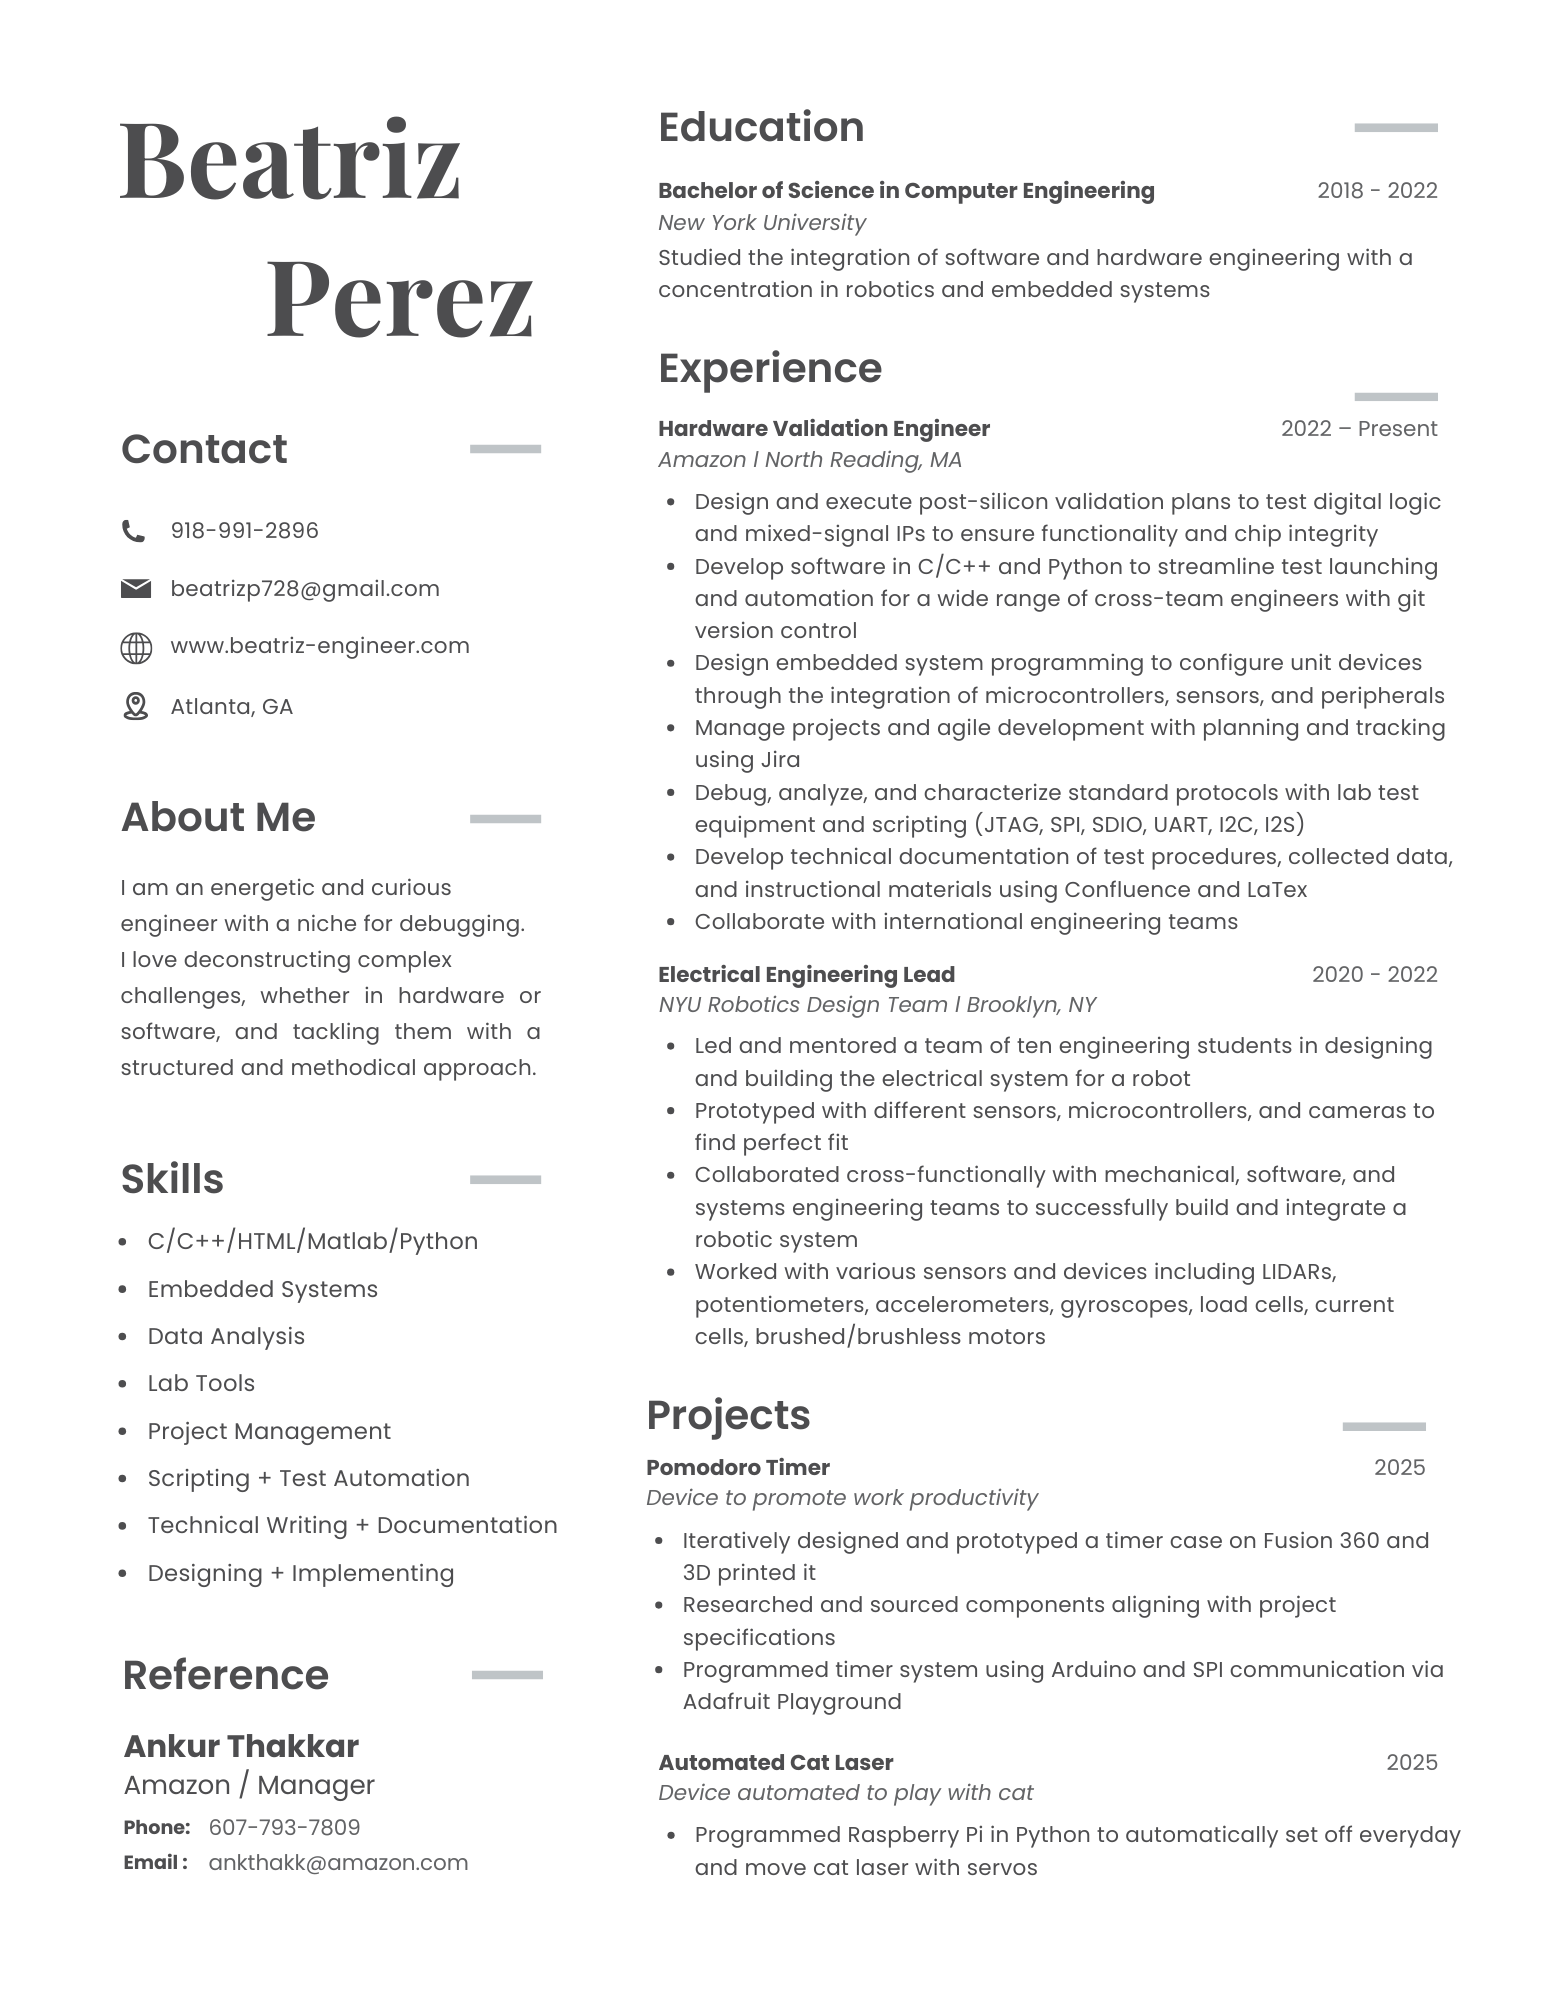 Beatriz
Perez
Contact
918-991-2896
beatrizp728@gmail.com
www.beatriz-engineer.com
Atlanta, GA
About Me
I am an energetic and curious
engineer with a niche for debugging.
I love deconstructing complex
challenges, whether in hardware or
software, and tackling them with a
structured and methodical approach.
Skills
• C/C++/HTML/Matlab/Python
• Embedded Systems
• Data Analysis
• Lab Tools
• Project Management
• Scripting + Test Automation
• Technical Writing + Documentation
• Designing + Implementing
Reference
Ankur Thakkar
Amazon / Manager
Phone: 607-793-7809
Email : ankthakk@amazon.com
Education
Bachelor of Science in Computer Engineering 2018 - 2022
New York University
Studied the integration of software and hardware engineering with a
concentration in robotics and embedded systems
Experience
Hardware Validation Engineer 2022 – Present
Amazon l North Reading, MA
• Design and execute post-silicon validation plans to test digital logic
and mixed-signal IPs to ensure functionality and chip integrity
• Develop software in C/C++ and Python to streamline test launching
and automation for a wide range of cross-team engineers with git
version control
• Design embedded system programming to configure unit devices
through the integration of microcontrollers, sensors, and peripherals
• Manage projects and agile development with planning and tracking
using Jira
• Debug, analyze, and characterize standard protocols with lab test
equipment and scripting (JTAG, SPI, SDIO, UART, I2C, I2S)
• Develop technical documentation of test procedures, collected data,
and instructional materials using Confluence and LaTex
• Collaborate with international engineering teams
Electrical Engineering Lead 2020 - 2022
NYU Robotics Design Team l Brooklyn, NY
• Led and mentored a team of ten engineering students in designing
and building the electrical system for a robot
• Prototyped with different sensors, microcontrollers, and cameras to
find perfect fit
• Collaborated cross-functionally with mechanical, software, and
systems engineering teams to successfully build and integrate a
robotic system
• Worked with various sensors and devices including LIDARs,
potentiometers, accelerometers, gyroscopes, load cells, current
cells, brushed/brushless motors
Projects
Pomodoro Timer 2025
Device to promote work productivity
• Iteratively designed and prototyped a timer case on Fusion 360 and
3D printed it
• Researched and sourced components aligning with project
specifications
• Programmed timer system using Arduino and SPI communication via
Adafruit Playground
Automated Cat Laser 2025
Device automated to play with cat
• Programmed Raspberry Pi in Python to automatically set off everyday
and move cat laser with servos